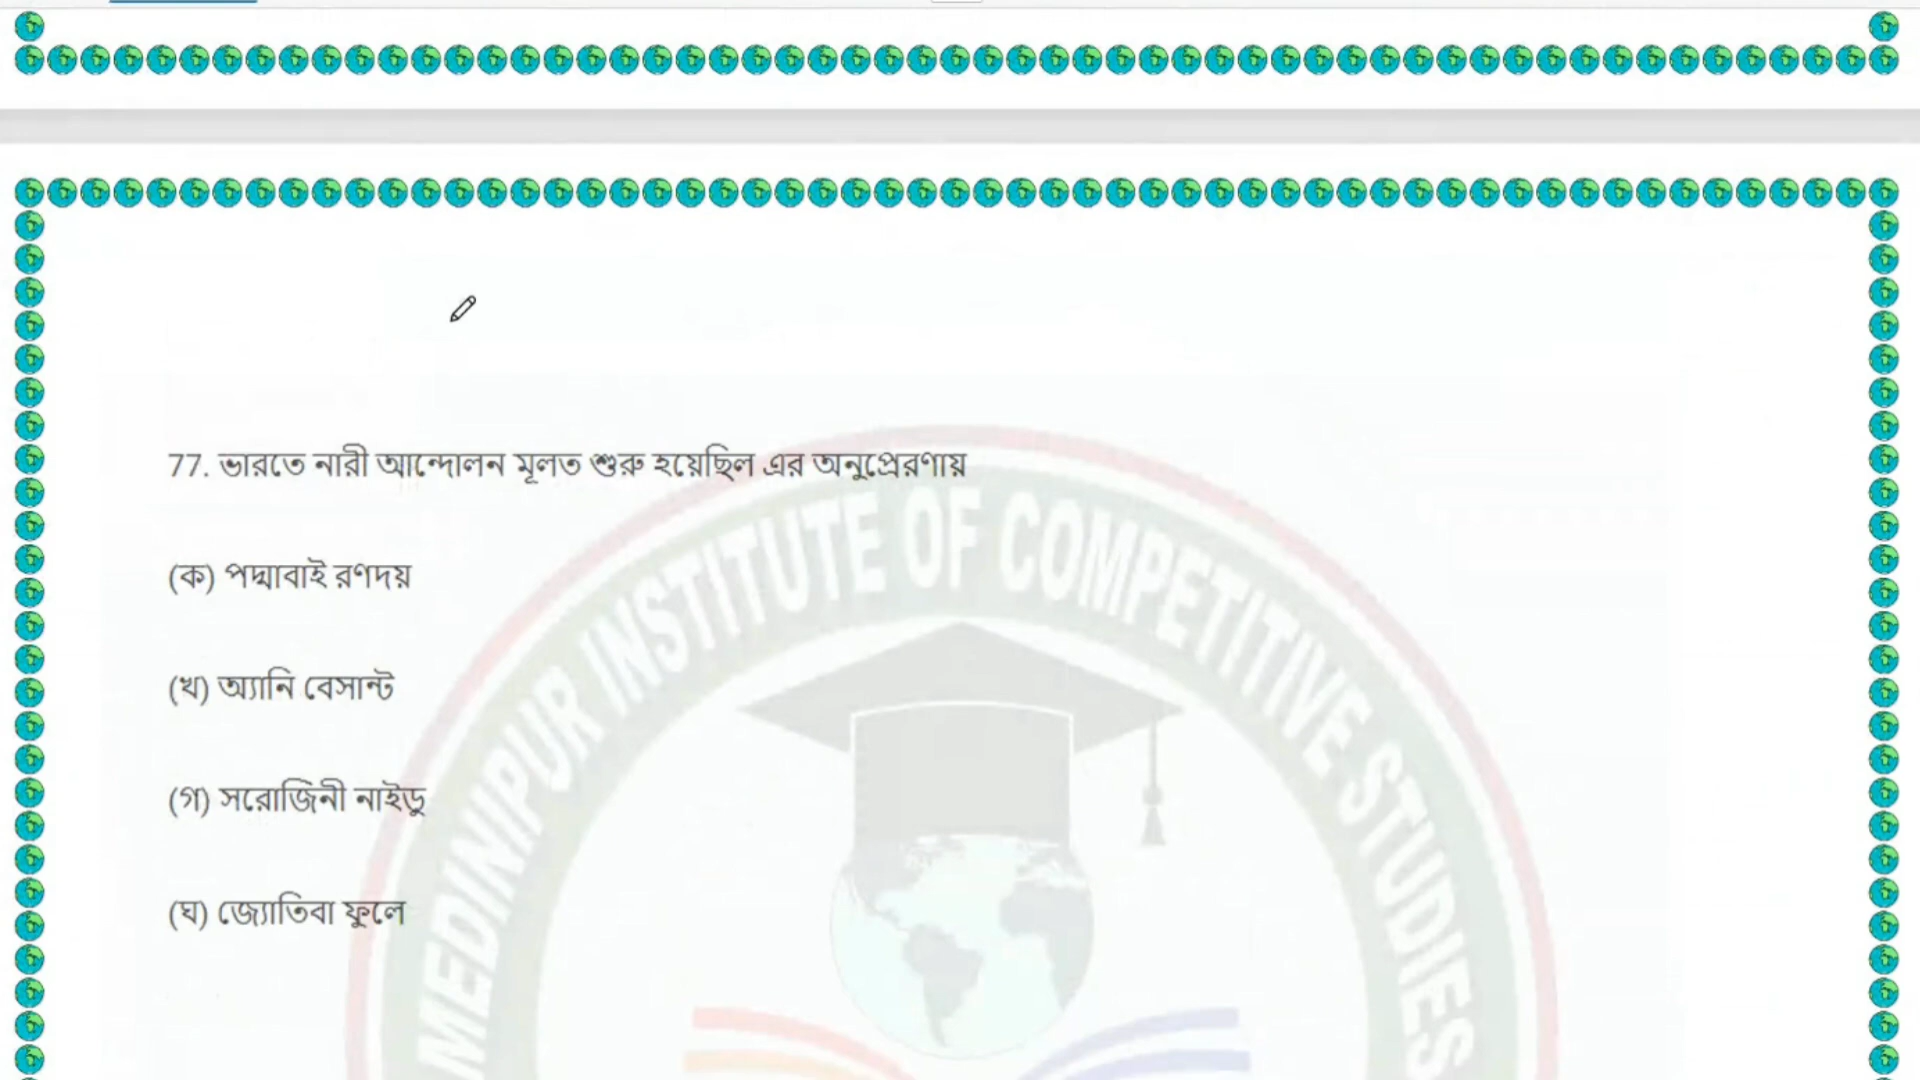 77. ভারতে নারী আন্দোলন মূলত শুরু হয়েছিল এর অনুপ্রেরণায়
(ক) পদ্মাবাই রণদয়
(খ) অ্যানি বেসান্ট
(গ) সরোজিনী নাইডু
(ঘ) জ্যোতিবা ফুলে
MEDINIPUR INSTITUTE OF COMPETITIVE STUDIES